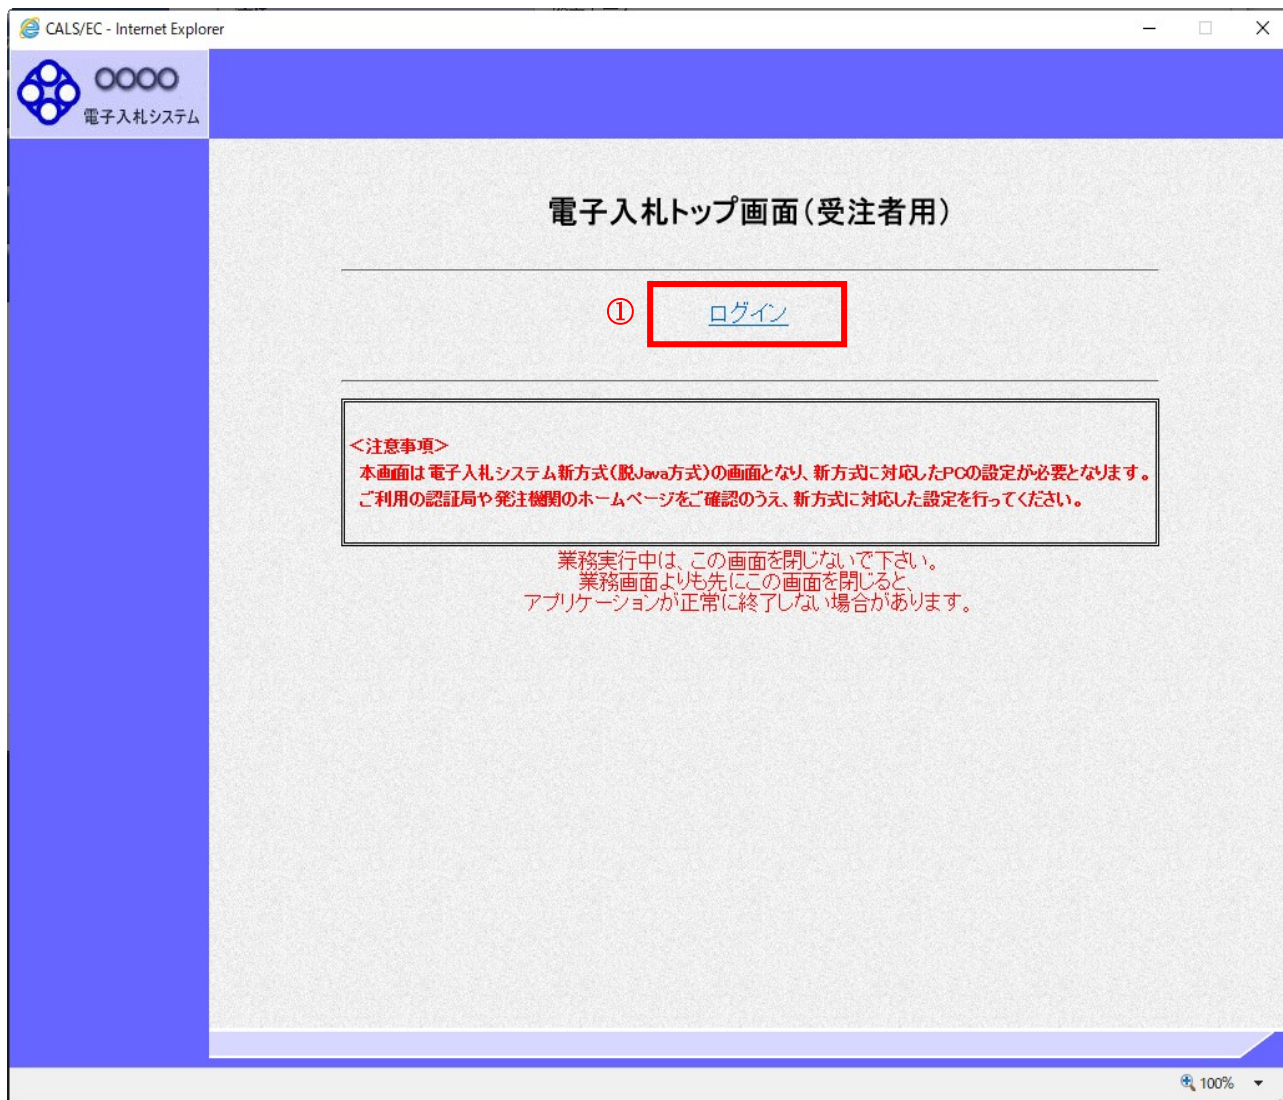 CALS/EC - Internet Explorer
○○○○
電子入札システム
電子入札トップ画面（受注者用）
① ログイン
＜注意事項＞
本画面は電子入札システム新方式（脱Java方式）の画面となり、新方式に対応したPCの設定が必要となります。
ご利用の認証局や発注機関のホームページをご確認のうえ、新方式に対応した設定を行ってください。
業務実行中は、この画面を閉じないで下さい。
業務画面よりも先にこの画面を閉じると、
アプリケーションが正常に終了しない場合があります。
100%